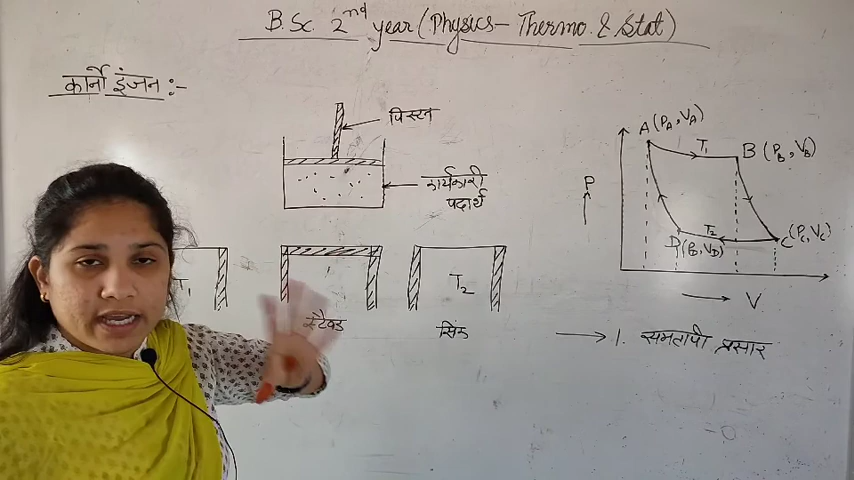 B.Sc. 2nd year (Physics - Thermo. & Stat)
कार्नो इंजन :-
पिस्टन
कार्यकारी
पदार्थ
T1
स्टैण्ड
T2
सिंक
A (PA, VA)
T1
B (PB, VB)
P
T2
C (PC, VC)
D (PD, VD)
V
→ 1. समतापी प्रसार